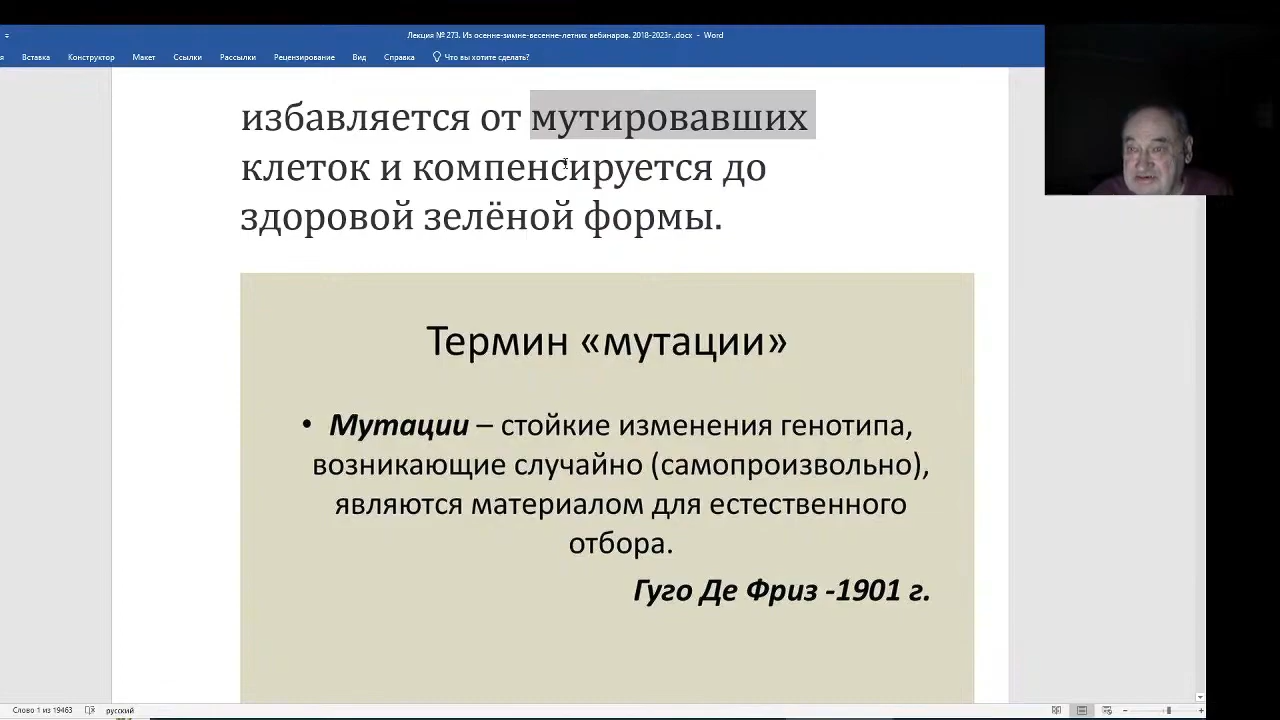 Лекция № 273. Из осенне-зимне-весенне-летних вебинаров. 2018-2023г..docx - Word
я Вставка Конструктор Макет Ссылки Рассылки Рецензирование Вид Справка Что вы хотите сделать?
избавляется от мутировавших
клеток и компенсируется до
здоровой зелёной формы.
Термин «мутации»
• Мутации – стойкие изменения генотипа,
возникающие случайно (самопроизвольно),
являются материалом для естественного
отбора.
Гуго Де Фриз -1901 г.
Слово 1 из 19463 русский